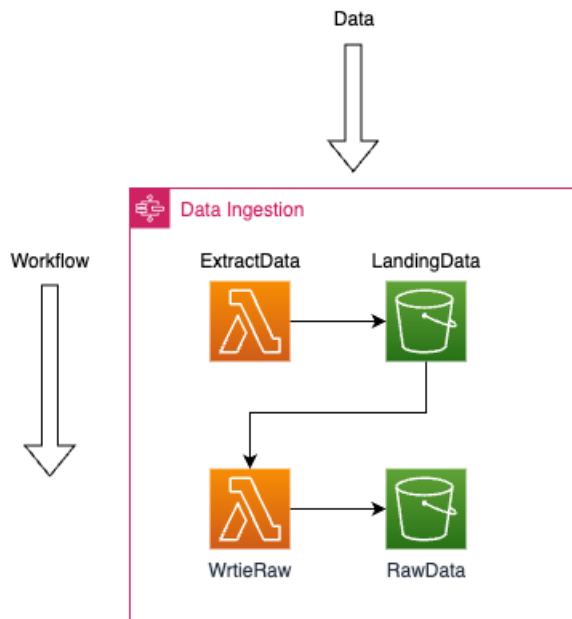 Data
Data Ingestion
Workflow
ExtractData
LandingData
WrtieRaw
RawData